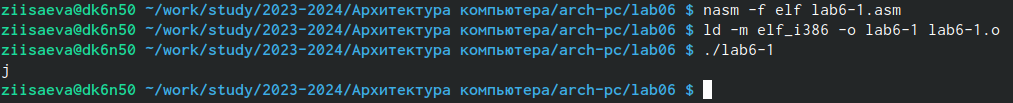 ziisaeva@dk6n50 ~/work/study/2023-2024/Архитектура компьютера/arch-pc/lab06 $ nasm -f elf lab6-1.asm
ziisaeva@dk6n50 ~/work/study/2023-2024/Архитектура компьютера/arch-pc/lab06 $ ld -m elf_i386 -o lab6-1 lab6-1.o
ziisaeva@dk6n50 ~/work/study/2023-2024/Архитектура компьютера/arch-pc/lab06 $ ./lab6-1
j
ziisaeva@dk6n50 ~/work/study/2023-2024/Архитектура компьютера/arch-pc/lab06 $